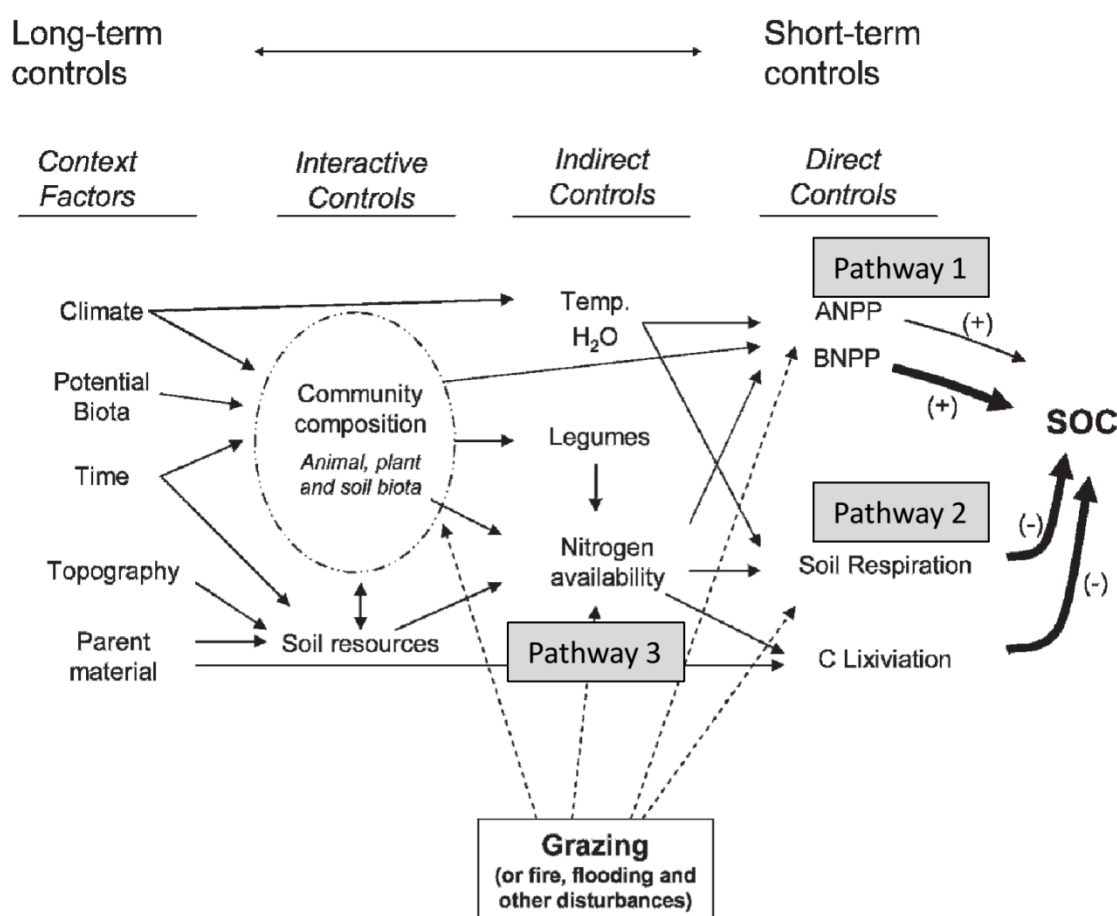 Long-term
controls
Short-term
controls
Context
Factors
Interactive
Controls
Indirect
Controls
Direct
Controls
Pathway 1
Climate
Temp.
H₂O
ANPP
(+)
BNPP
(+)
Potential
Biota
Community
composition
Animal, plant
and soil biota
Legumes
SOC
Time
Pathway 2
(-)
Nitrogen
availability
Soil Respiration
(-)
Topography
Soil resources
Parent
material
Pathway 3
C Lixiviation
Grazing
(or fire, flooding and
other disturbances)